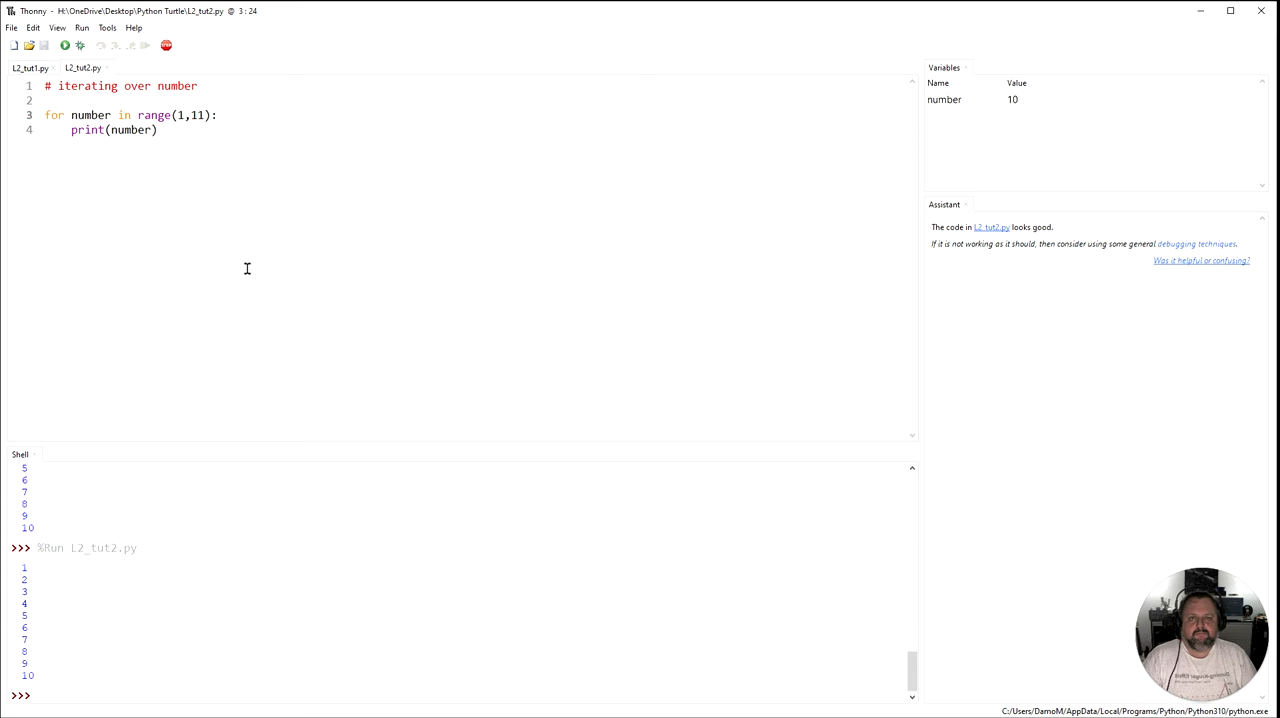 Thonny - H:\OneDrive\Desktop\Python Turtle\L2_tut2.py @ 3 : 24
File Edit View Run Tools Help
L2_tut1.py L2_tut2.py
1 # iterating over number
2
3 for number in range(1,11):
4 print(number)
Shell
5
6
7
8
9
10
>>> %Run L2_tut2.py
1
2
3
4
5
6
7
8
9
10
>>>
Variables
Name Value
number 10
Assistant
The code in L2_tut2.py looks good.
If it is not working as it should, then consider using some general debugging techniques.
Was it helpful or confusing?
C:/Users/DamoM/AppData/Local/Programs/Python/Python310/python.exe